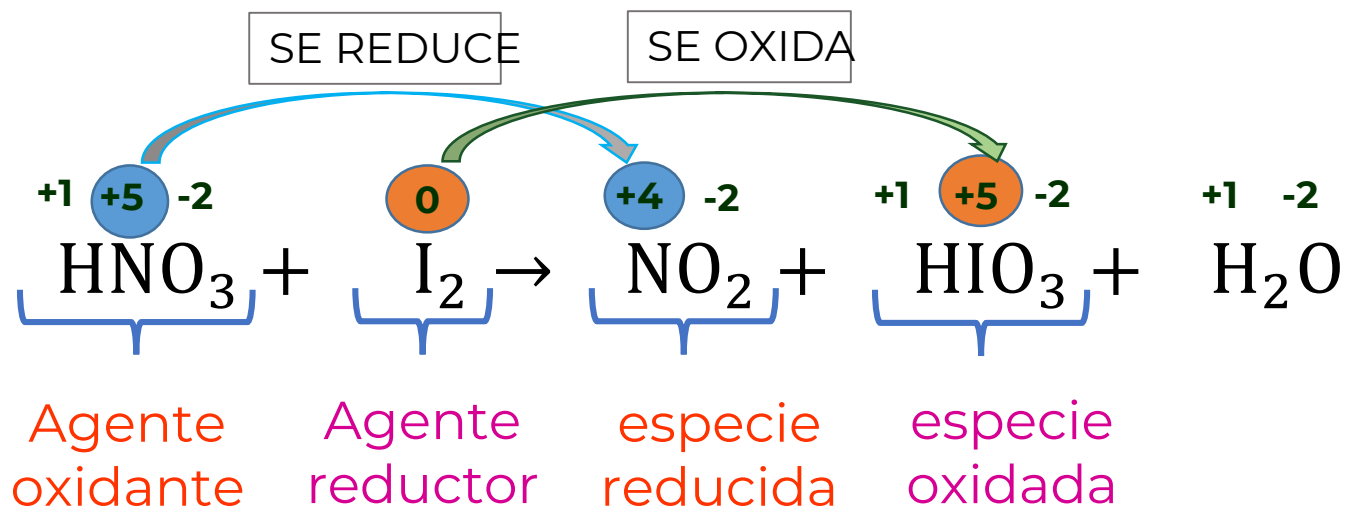 SE REDUCE SE OXIDA
+1 +5 -2 0 +4 -2 +1 +5 -2 +1 -2
HNO₃ + I₂ → NO₂ + HIO₃ + H₂O
Agente oxidante
Agente reductor
especie reducida
especie oxidada